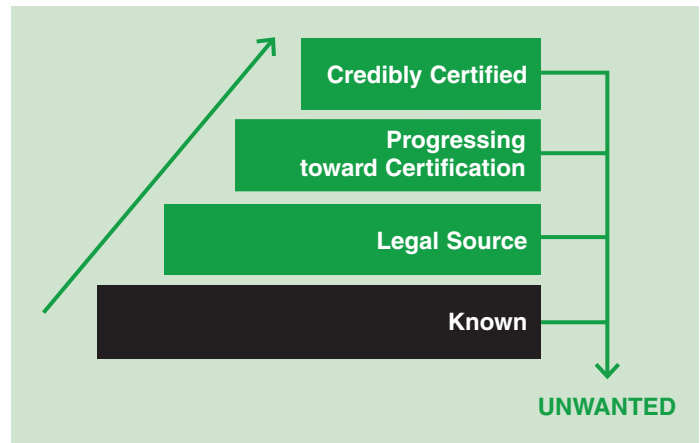 Credibly Certified
Progressing
toward Certification
Legal Source
Known
UNWANTED